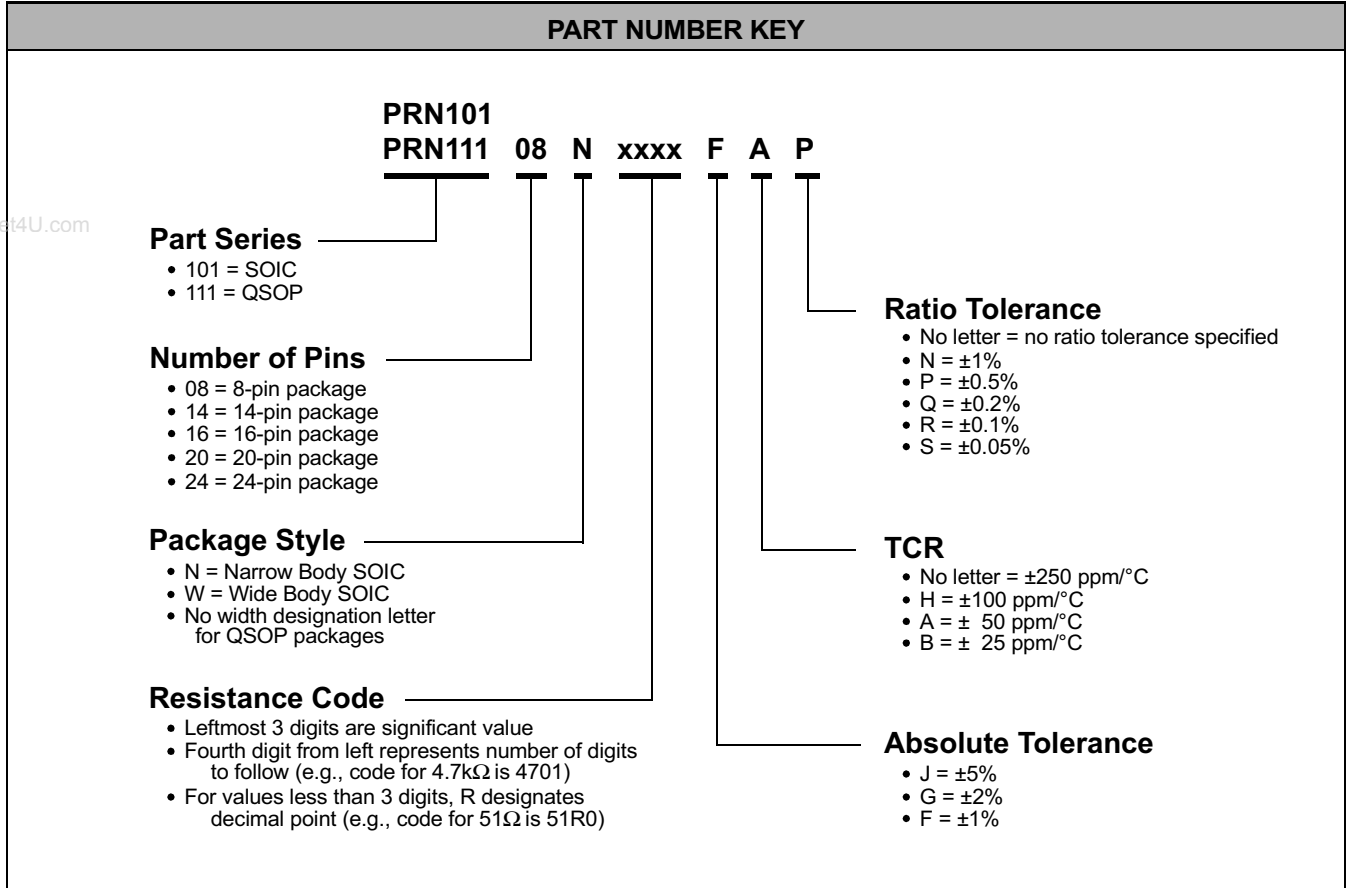 PART NUMBER KEY
PRN101
PRN111 08 N xxxx F A P
et4U.com
Part Series
• 101 = SOIC
• 111 = QSOP
Number of Pins
• 08 = 8-pin package
• 14 = 14-pin package
• 16 = 16-pin package
• 20 = 20-pin package
• 24 = 24-pin package
Package Style
• N = Narrow Body SOIC
• W = Wide Body SOIC
• No width designation letter
for QSOP packages
Resistance Code
• Leftmost 3 digits are significant value
• Fourth digit from left represents number of digits
to follow (e.g., code for 4.7kΩ is 4701)
• For values less than 3 digits, R designates
decimal point (e.g., code for 51Ω is 51R0)
Ratio Tolerance
• No letter = no ratio tolerance specified
• N = ±1%
• P = ±0.5%
• Q = ±0.2%
• R = ±0.1%
• S = ±0.05%
TCR
• No letter = ±250 ppm/°C
• H = ±100 ppm/°C
• A = ± 50 ppm/°C
• B = ± 25 ppm/°C
Absolute Tolerance
• J = ±5%
• G = ±2%
• F = ±1%